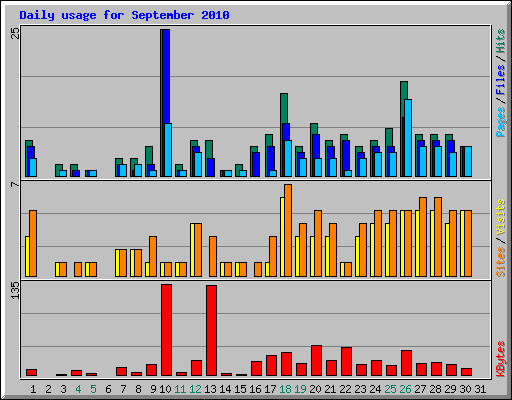 Daily usage for September 2010
25
7
135
Pages / Files / Hits
Sites / Visits
KBytes
1 2 3 4 5 6 7 8 9 10 11 12 13 14 15 16 17 18 19 20 21 22 23 24 25 26 27 28 29 30 31